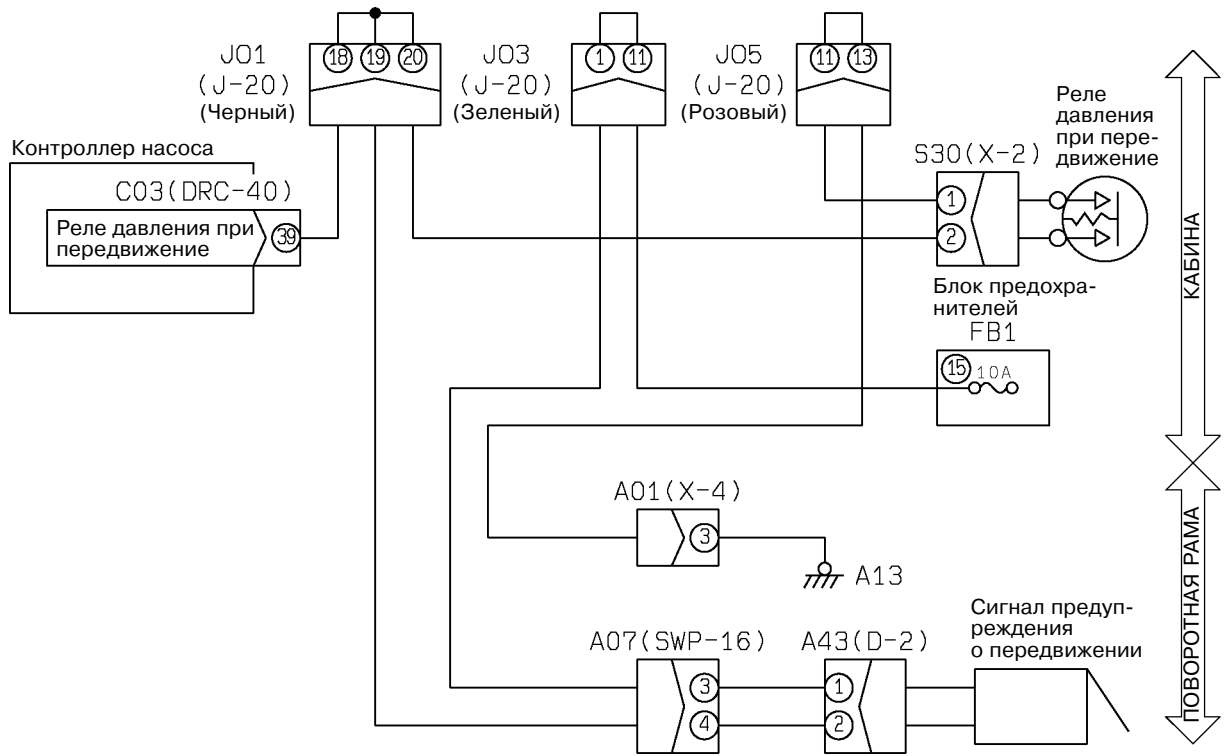 J01
(J-20)
(Черный)
18 19 20
J03
(J-20)
(Зеленый)
1 11
J05
(J-20)
(Розовый)
11 13
Реле
давления
при пере-
движение
S30(X-2)
1
2
Контроллер насоса
C03(DRC-40)
Реле давления при
передвижение
39
Блок предохра-
нителей
FB1
15 10A
КАБИНА
A01(X-4)
3
A13
A07(SWP-16)
3
4
A43(D-2)
1
2
Сигнал предуп-
реждения
о передвижении
ПОВОРОТНАЯ РАМА